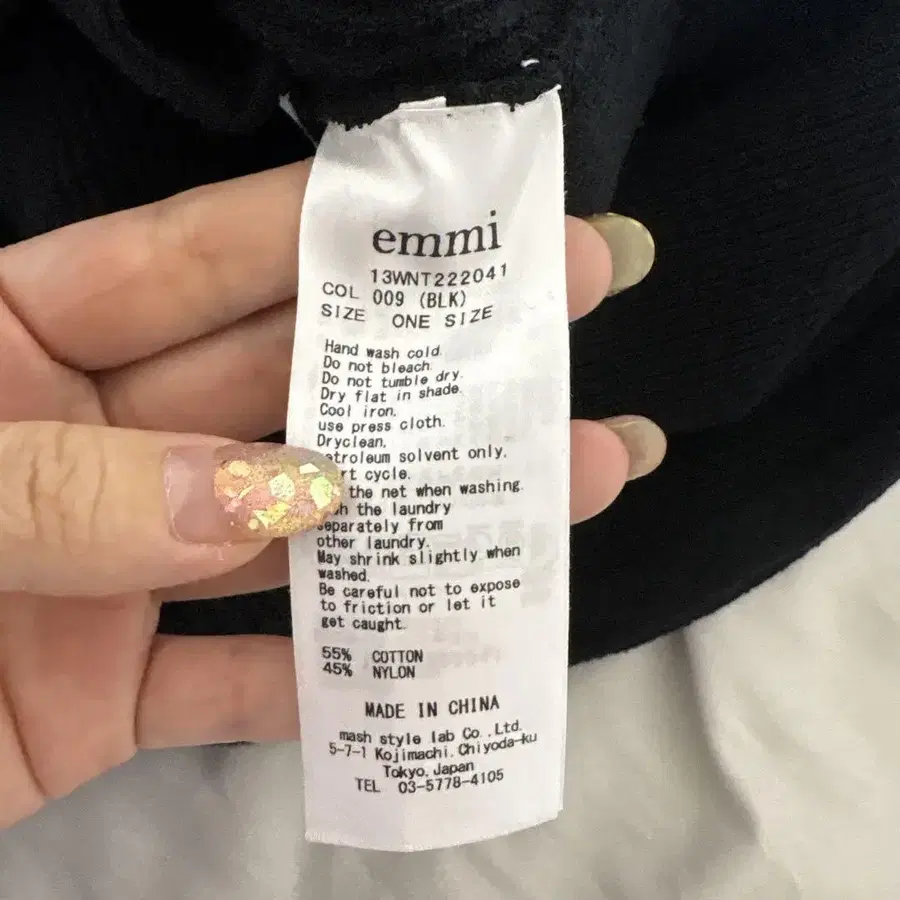 emmi
13WNT222041
COL 009 (BLK)
SIZE ONE SIZE
Hand wash cold.
Do not bleach.
Do not tumble dry.
Dry flat in shade.
Cool iron.
use press cloth.
Dryclean,
solvent only.
cycle.
the net when washing.
the laundry
separately from
other laundry.
May shrink slightly when
washed.
Be careful not to expose
to friction or let it
get caught.
55% COTTON
45% NYLON
MADE IN CHINA
mash style lab Co.,Ltd.
5-7-1 Kojimachi,Chiyoda-ku
Tokyo,Japan
TEL 03-5778-4105